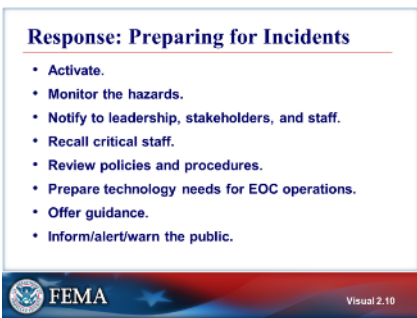 Response: Preparing for Incidents
• Activate.
• Monitor the hazards.
• Notify to leadership, stakeholders, and staff.
• Recall critical staff.
• Review policies and procedures.
• Prepare technology needs for EOC operations.
• Offer guidance.
• Inform/alert/warn the public.
FEMA
Visual 2.10